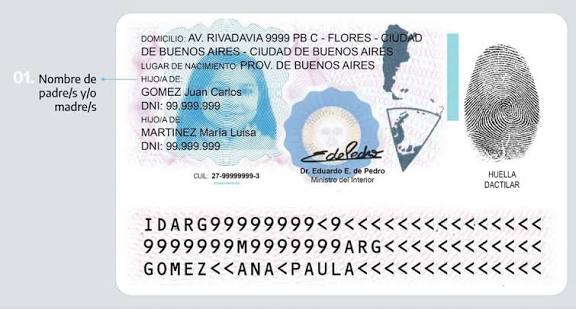 01. Nombre de
padre/s y/o
madre/s
DOMICILIO: AV. RIVADAVIA 9999 PB C - FLORES - CIUDAD
DE BUENOS AIRES - CIUDAD DE BUENOS AIRES
LUGAR DE NACIMIENTO: PROV. DE BUENOS AIRES
HIJO/A DE:
GOMEZ Juan Carlos
DNI: 99.999.999
HIJO/A DE:
MARTINEZ Maria Luisa
DNI: 99.999.999
CUIL: 27-99999999-3
EdePedro
Dr. Eduardo E. de Pedro
Ministro del Interior
HUELLA
DACTILAR
IDARG99999999<9<<<<<<<<<<<<<<<
9999999M9999999ARG<<<<<<<<<<<<
GOMEZ<<ANA<PAULA<<<<<<<<<<<<<<